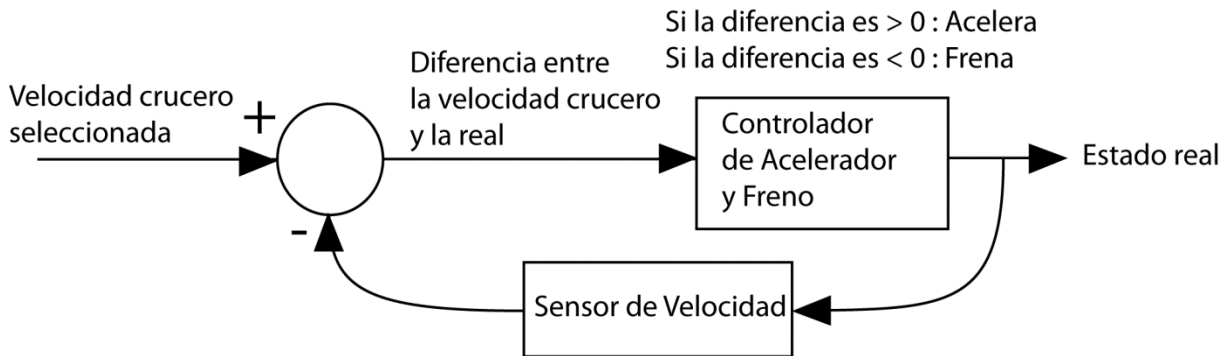 Si la diferencia es > 0 : Acelera
Si la diferencia es < 0 : Frena
Velocidad crucero
seleccionada
+
-
Diferencia entre
la velocidad crucero
y la real
Controlador
de Acelerador
y Freno
Estado real
Sensor de Velocidad